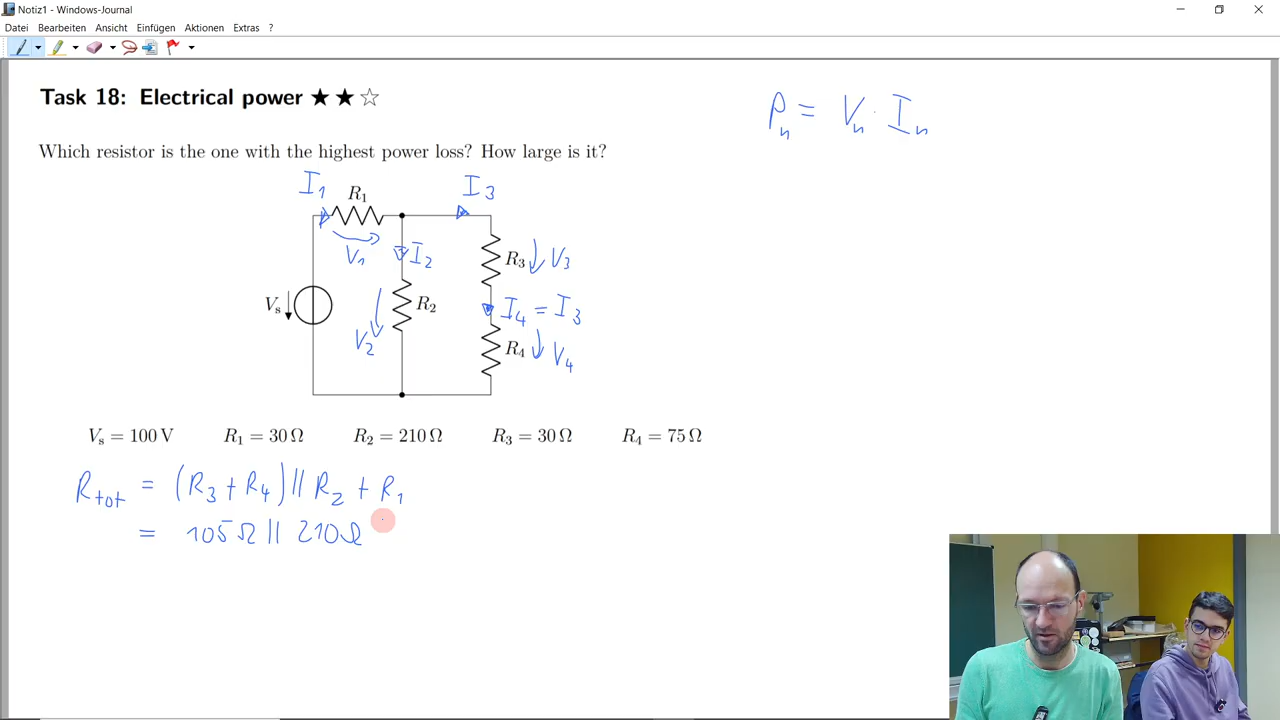 Notiz1 - Windows-Journal
Datei Bearbeiten Ansicht Einfügen Aktionen Extras ?
Task 18: Electrical power ★★☆
Pn = Vn · In
Which resistor is the one with the highest power loss? How large is it?
I1 R1 I3
V1 I2 R3 V3
Vs R2 I4 = I3
V2 R4 V4
Vs = 100 V R1 = 30 Ω R2 = 210 Ω R3 = 30 Ω R4 = 75 Ω
Rtot = (R3 + R4) || R2 + R1
= 105 Ω || 210 Ω